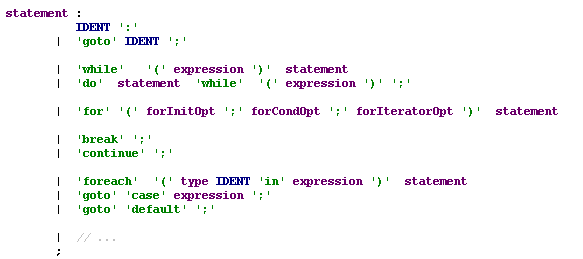 statement :
IDENT ':'
| 'goto' IDENT ';'
| 'while' '(' expression ')' statement
| 'do' statement 'while' '(' expression ')' ';'
| 'for' '(' forInitOpt ';' forCondOpt ';' forIteratorOpt ')' statement
| 'break' ';'
| 'continue' ';'
| 'foreach' '(' type IDENT 'in' expression ')' statement
| 'goto' 'case' expression ';'
| 'goto' 'default' ';'
| // ...
;